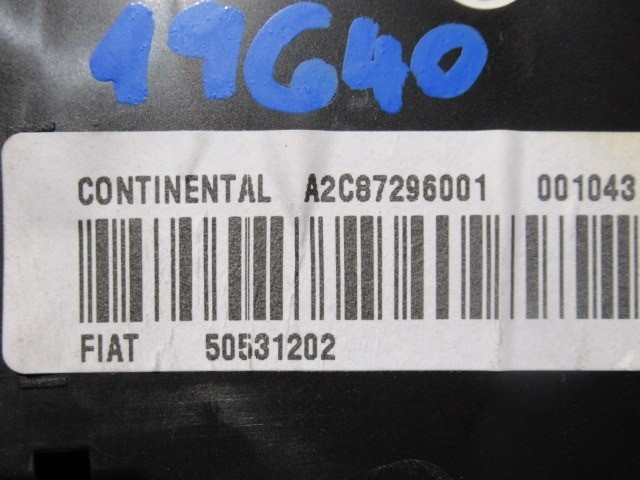 19G40
CONTINENTAL A2C87296001 001043
FIAT 50531202